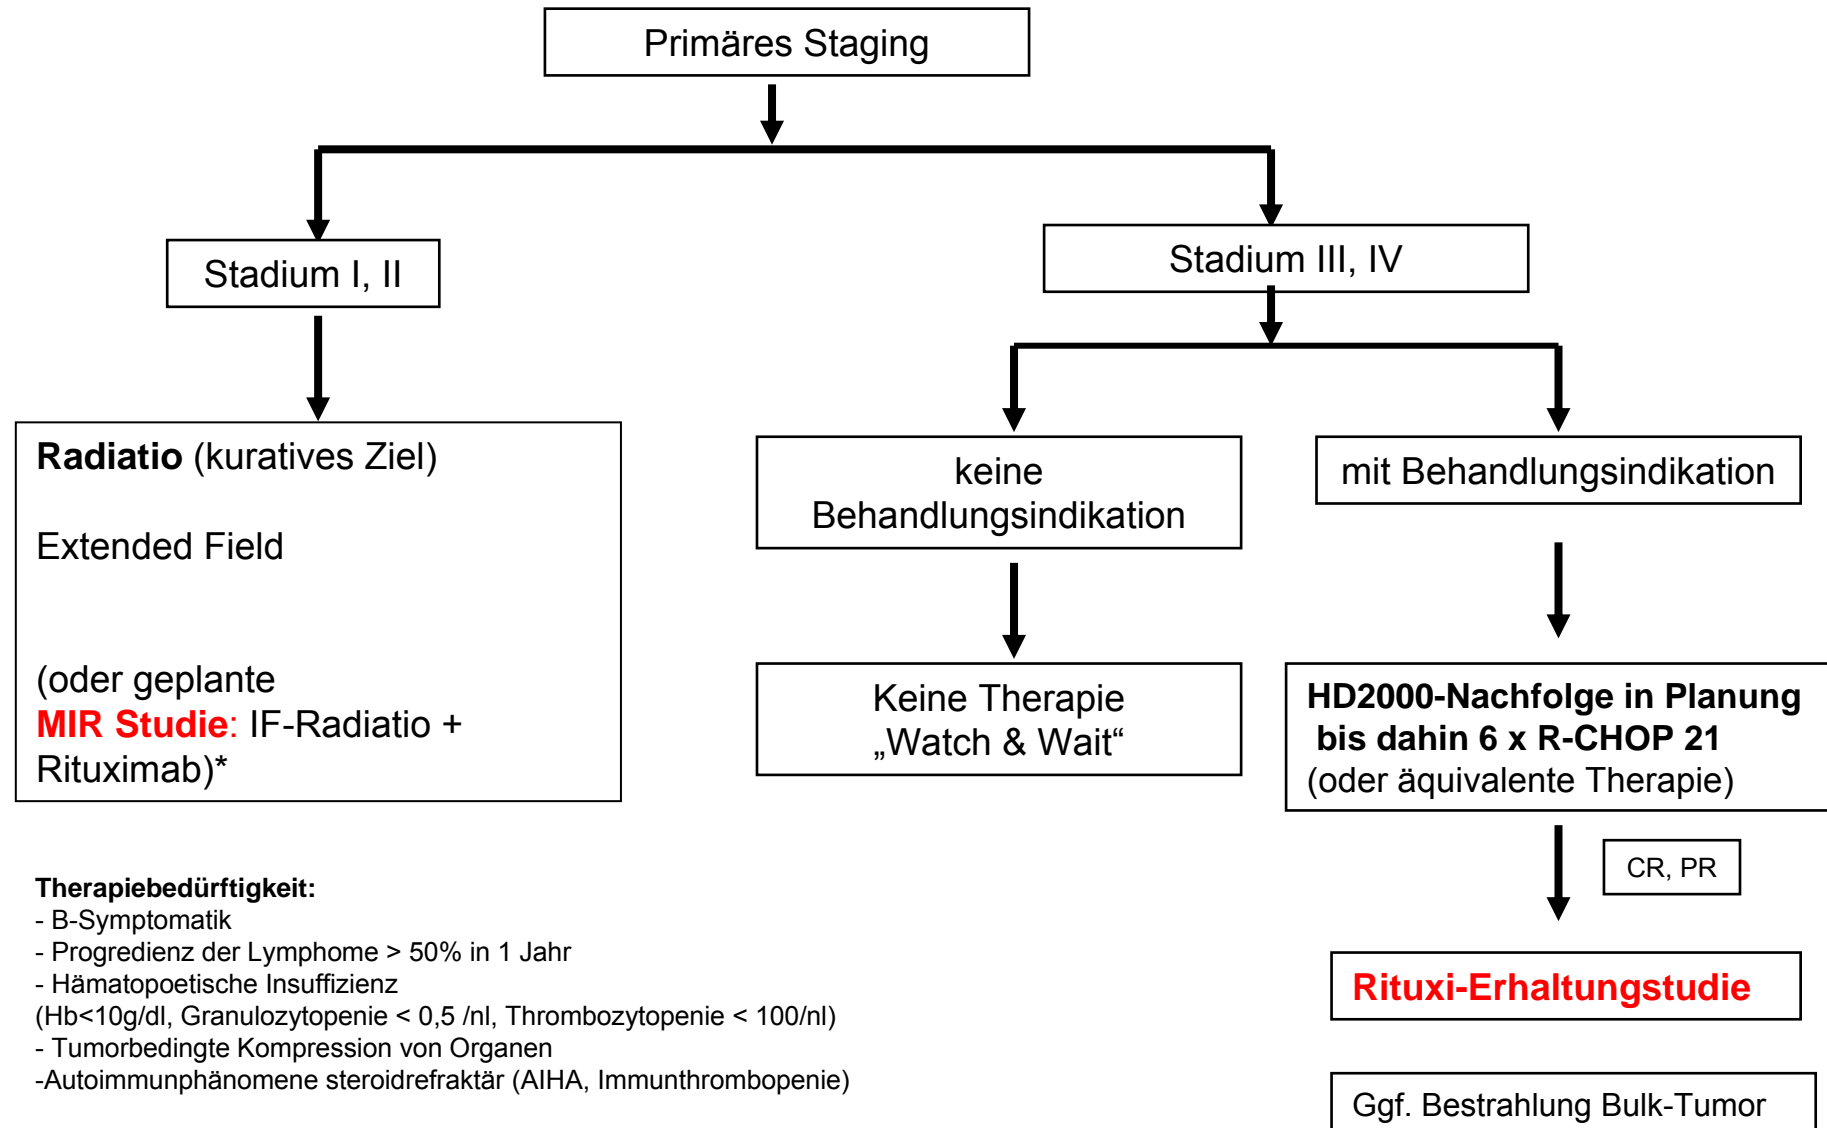 Primäres Staging
Stadium I, II
Stadium III, IV
Radiatio (kuratives Ziel)
Extended Field
(oder geplante
MIR Studie: IF-Radiatio +
Rituximab)*
keine
Behandlungsindikation
mit Behandlungsindikation
Keine Therapie
„Watch & Wait“
HD2000-Nachfolge in Planung
bis dahin 6 x R-CHOP 21
(oder äquivalente Therapie)
CR, PR
Rituxi-Erhaltungstudie
Ggf. Bestrahlung Bulk-Tumor
Therapiebedürftigkeit:
- B-Symptomatik
- Progredienz der Lymphome > 50% in 1 Jahr
- Hämatopoetische Insuffizienz
(Hb<10g/dl, Granulozytopenie < 0,5 /nl, Thrombozytopenie < 100/nl)
- Tumorbedingte Kompression von Organen
-Autoimmunphänomene steroidrefraktär (AIHA, Immunthrombopenie)